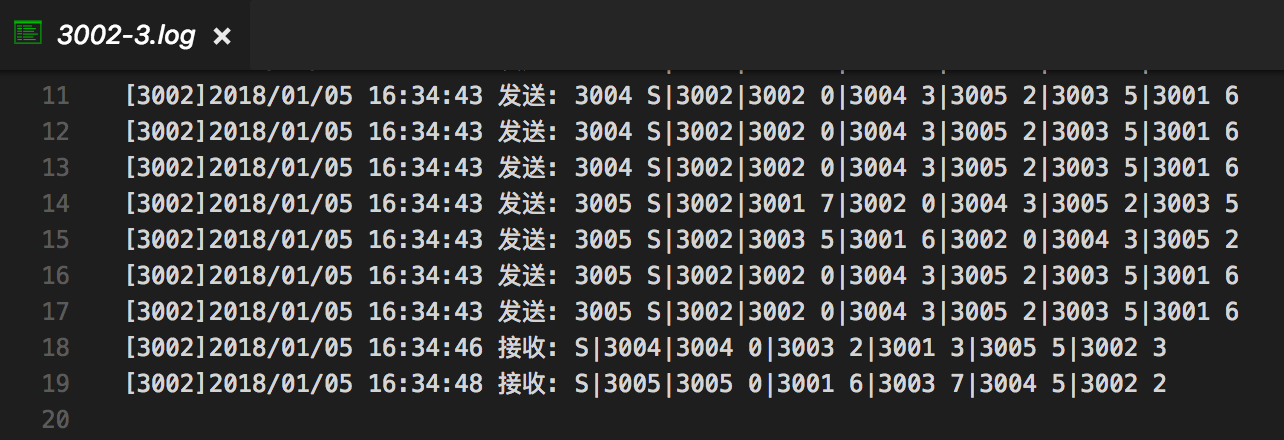 3002-3.log ×
11 [3002]2018/01/05 16:34:43 发送: 3004 S|3002|3002 0|3004 3|3005 2|3003 5|3001 6
12 [3002]2018/01/05 16:34:43 发送: 3004 S|3002|3002 0|3004 3|3005 2|3003 5|3001 6
13 [3002]2018/01/05 16:34:43 发送: 3004 S|3002|3002 0|3004 3|3005 2|3003 5|3001 6
14 [3002]2018/01/05 16:34:43 发送: 3005 S|3002|3001 7|3002 0|3004 3|3005 2|3003 5
15 [3002]2018/01/05 16:34:43 发送: 3005 S|3002|3003 5|3001 6|3002 0|3004 3|3005 2
16 [3002]2018/01/05 16:34:43 发送: 3005 S|3002|3002 0|3004 3|3005 2|3003 5|3001 6
17 [3002]2018/01/05 16:34:43 发送: 3005 S|3002|3002 0|3004 3|3005 2|3003 5|3001 6
18 [3002]2018/01/05 16:34:46 接收: S|3004|3004 0|3003 2|3001 3|3005 5|3002 3
19 [3002]2018/01/05 16:34:48 接收: S|3005|3005 0|3001 6|3003 7|3004 5|3002 2
20